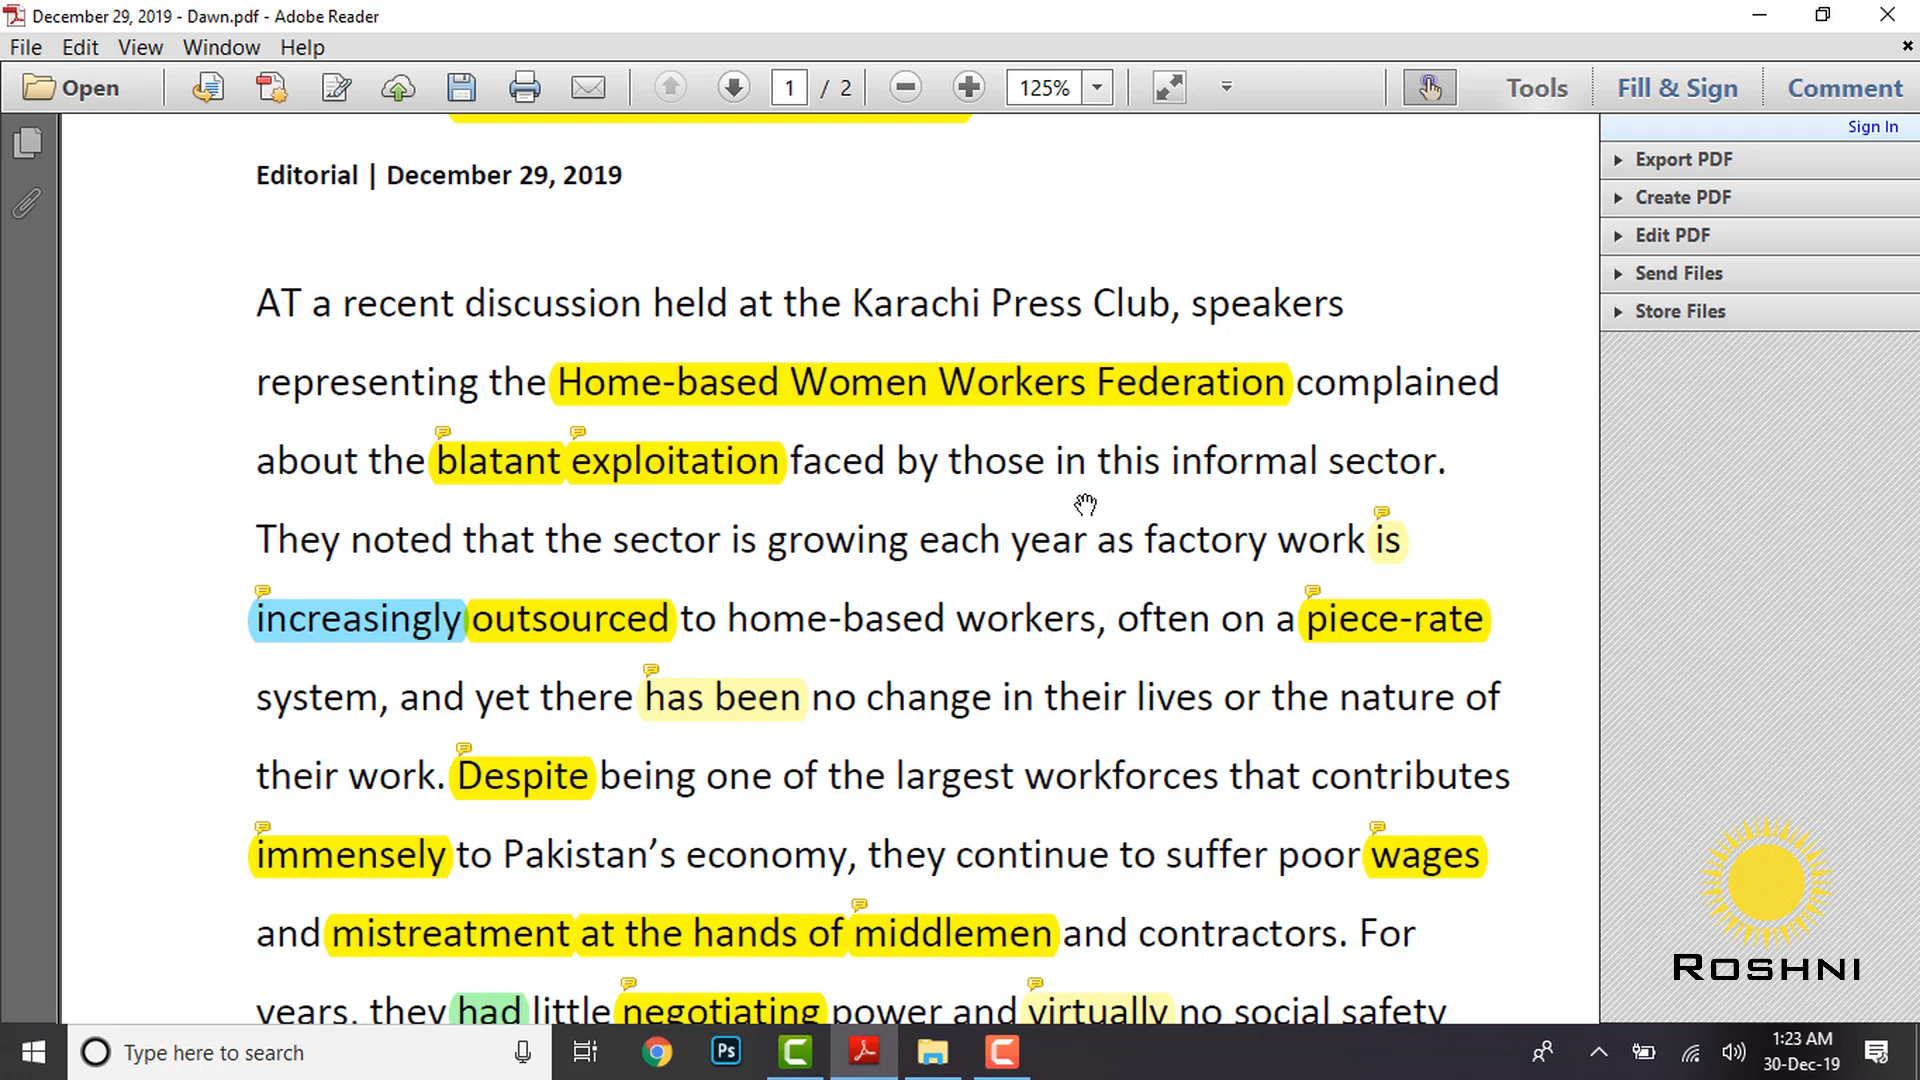 December 29, 2019 - Dawn.pdf - Adobe Reader
File Edit View Window Help
Open 1 / 2 125% Tools Fill & Sign Comment
Sign In
Export PDF
Create PDF
Edit PDF
Send Files
Store Files
Editorial | December 29, 2019
AT a recent discussion held at the Karachi Press Club, speakers
representing the Home-based Women Workers Federation complained
about the blatant exploitation faced by those in this informal sector.
They noted that the sector is growing each year as factory work is
increasingly outsourced to home-based workers, often on a piece-rate
system, and yet there has been no change in their lives or the nature of
their work. Despite being one of the largest workforces that contributes
immensely to Pakistan’s economy, they continue to suffer poor wages
and mistreatment at the hands of middlemen and contractors. For
years, they had little negotiating power and virtually no social safety
ROSHNI
Type here to search
Ps
1:23 AM
30-Dec-19